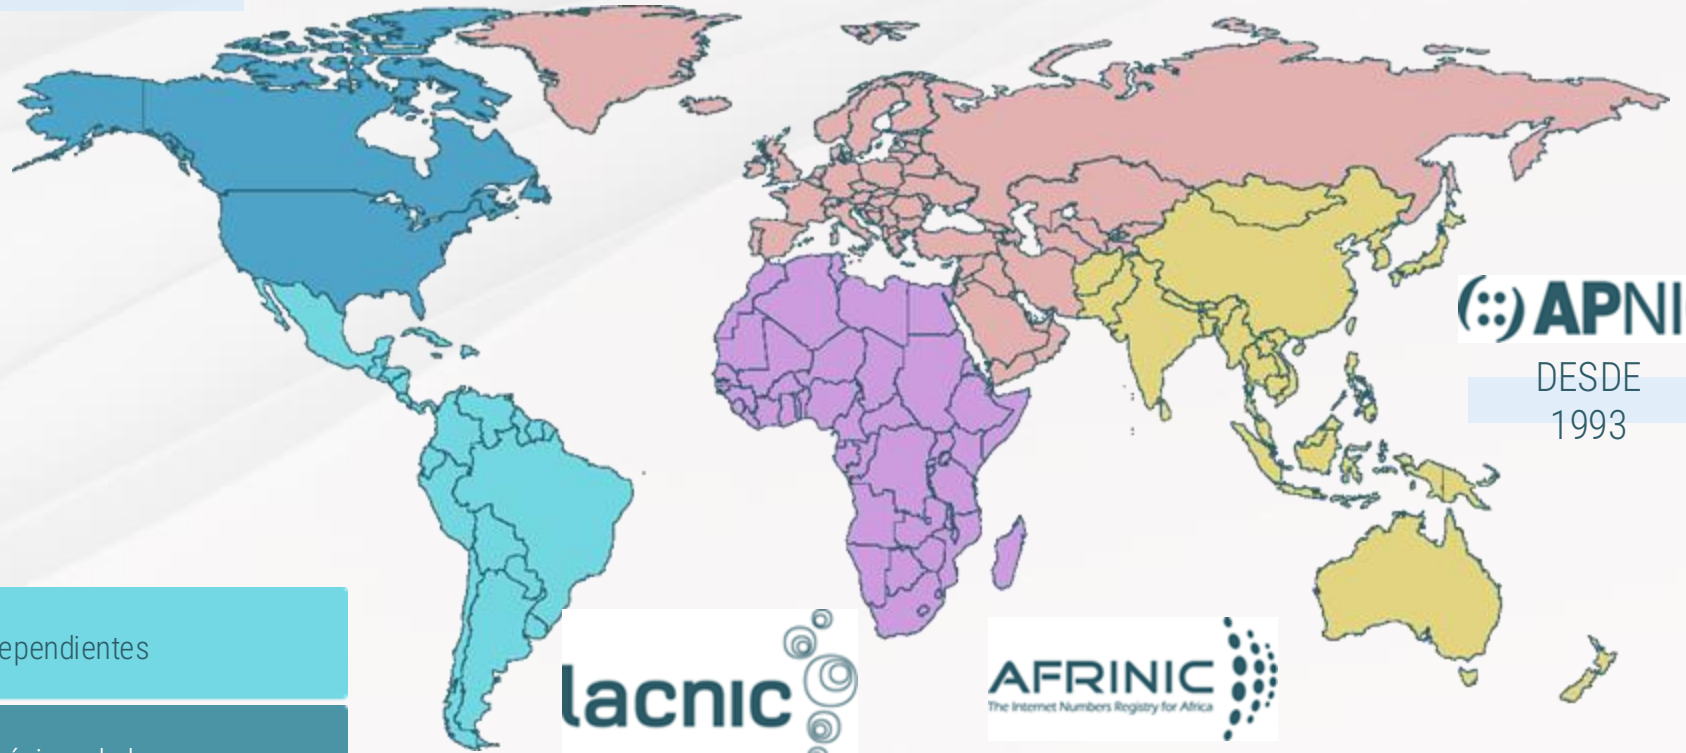 APNI
DESDE
1993
ependientes
lacnic
AFRINIC
The Internet Numbers Registry for Africa